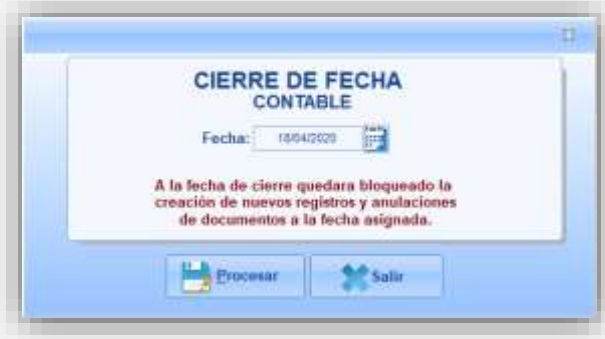 CIERRE DE FECHA
CONTABLE
Fecha: 18/04/2020
A la fecha de cierre quedara bloqueado la
creación de nuevos registros y anulaciones
de documentos a la fecha asignada.
Procesar
Salir